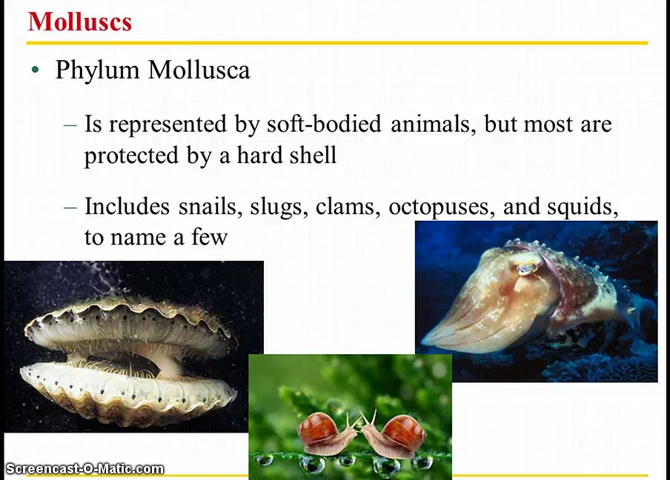 Molluscs
• Phylum Mollusca
– Is represented by soft-bodied animals, but most are
protected by a hard shell
– Includes snails, slugs, clams, octopuses, and squids,
to name a few
Screencast-O-Matic.com